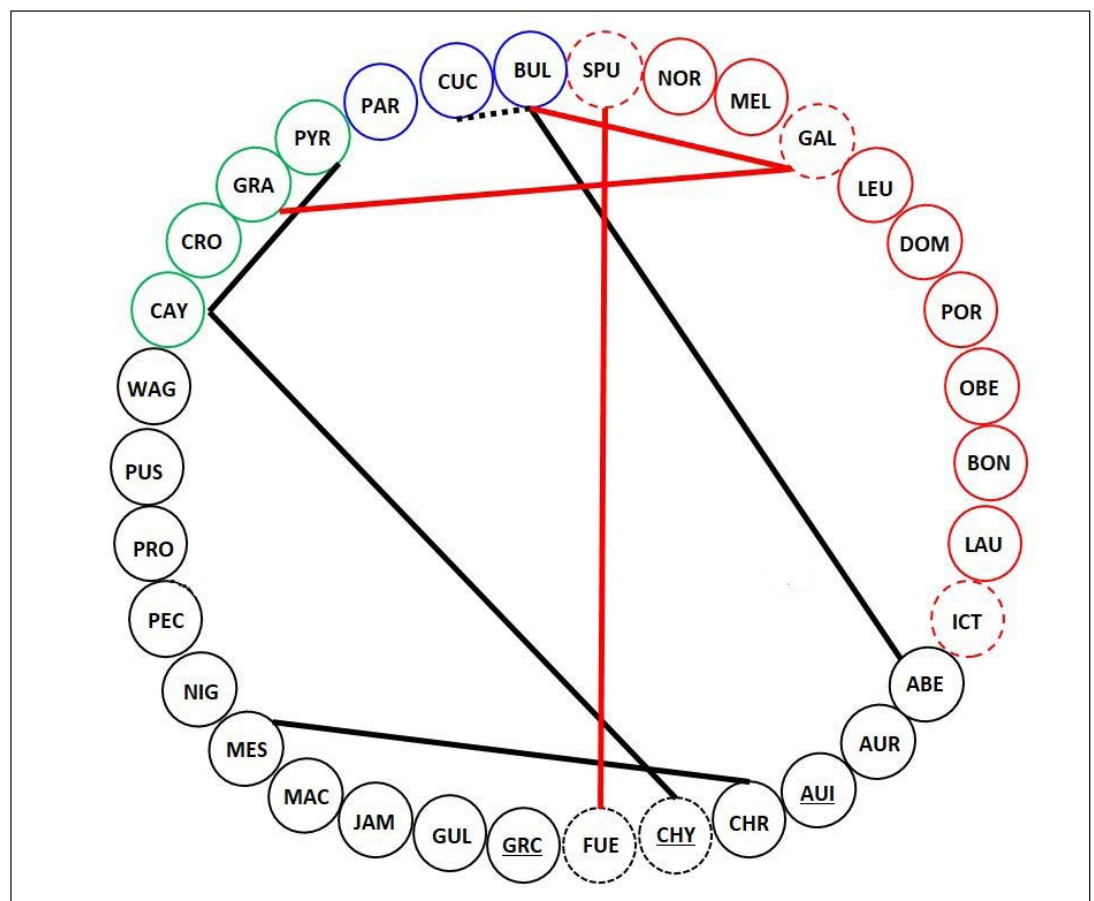 BUL
SPU
NOR
MEL
GAL
LEU
DOM
POR
OBE
BON
LAU
ICT
ABE
AUR
AUI
CHR
CHY
FUE
GRC
GUL
JAM
MAC
MES
NIG
PEC
PRO
PUS
WAG
CAY
CRO
GRA
PYR
PAR
CUC